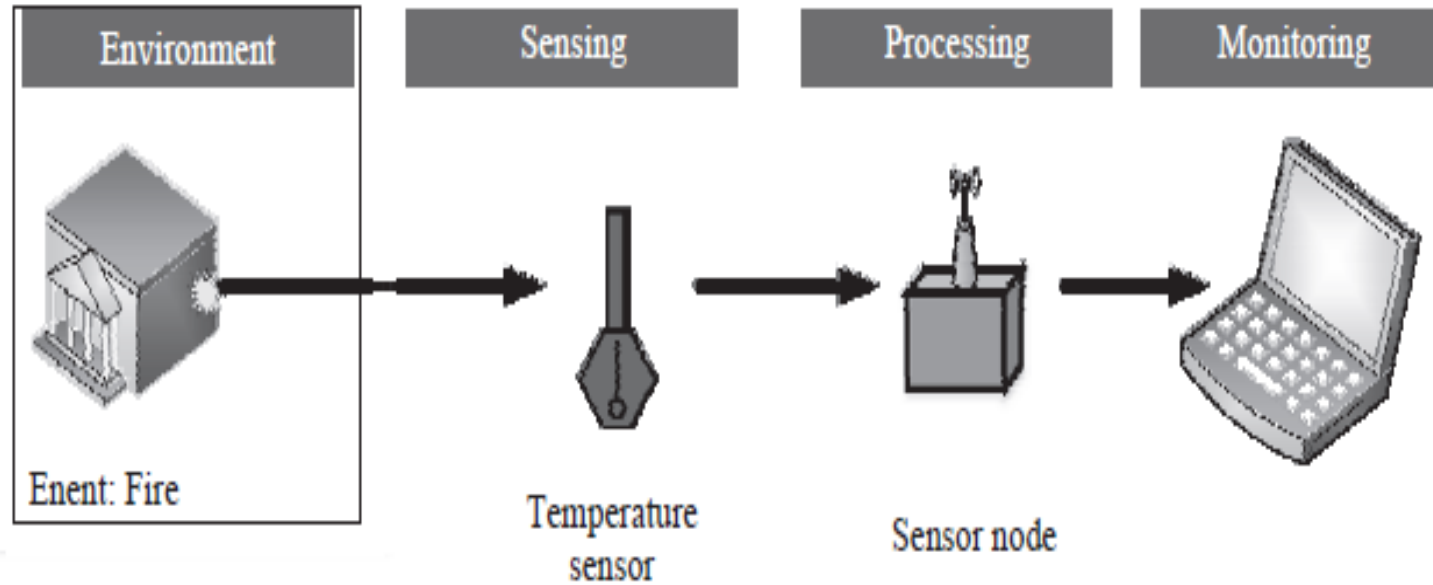 Environment
Sensing
Processing
Monitoring
Enent: Fire
Temperature
sensor
Sensor node